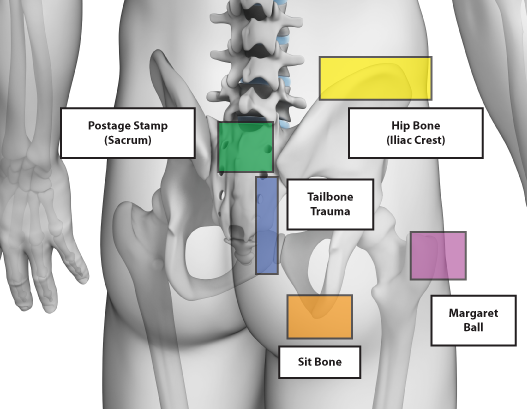 Postage Stamp
(Sacrum)
Hip Bone
(Iliac Crest)
Tailbone
Trauma
Margaret
Ball
Sit Bone